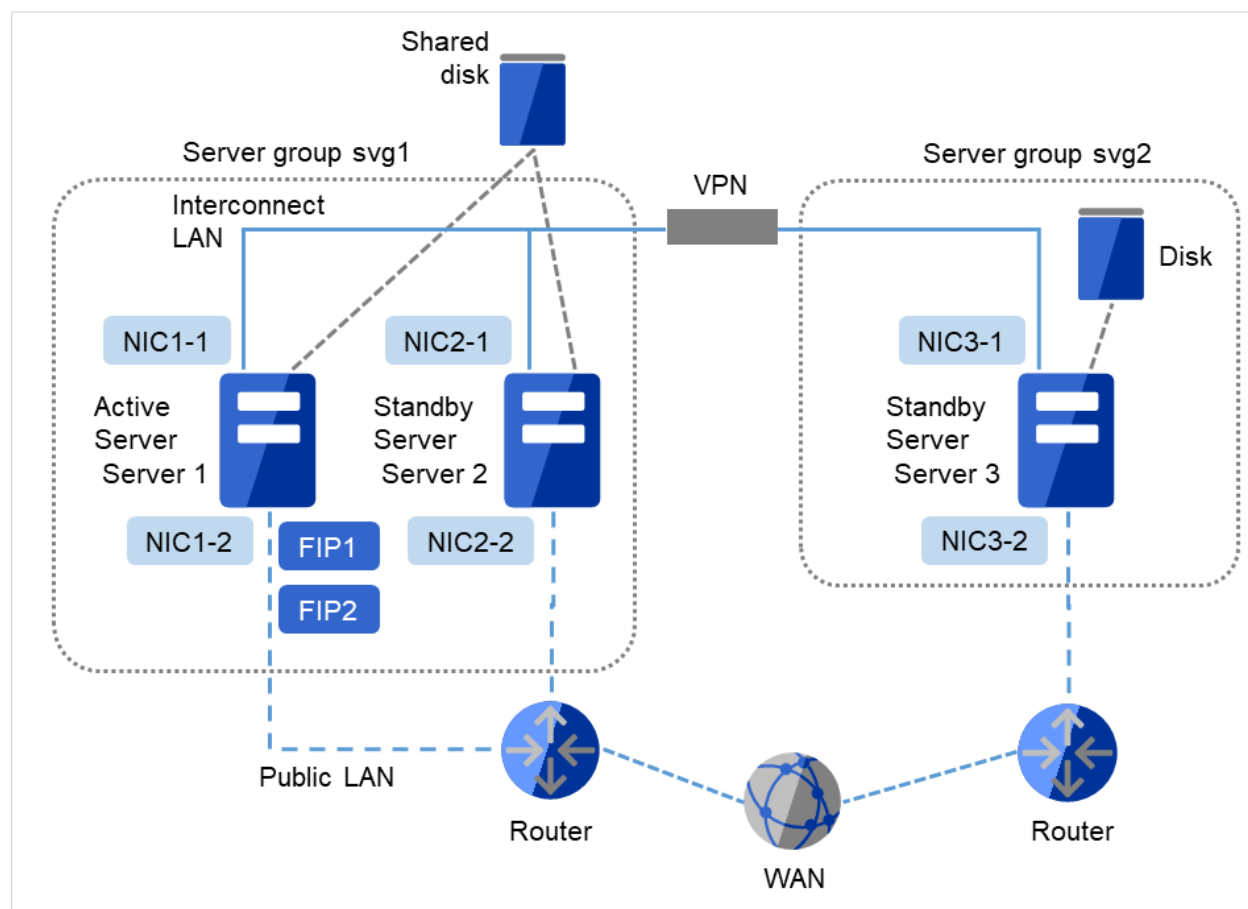 Shared
disk
Server group svg1
Server group svg2
VPN
Interconnect
LAN
Disk
NIC1-1
NIC2-1
NIC3-1
Active
Server
Server 1
Standby
Server
Server 2
Standby
Server
Server 3
NIC1-2
FIP1
NIC2-2
NIC3-2
FIP2
Public LAN
Router
Router
WAN